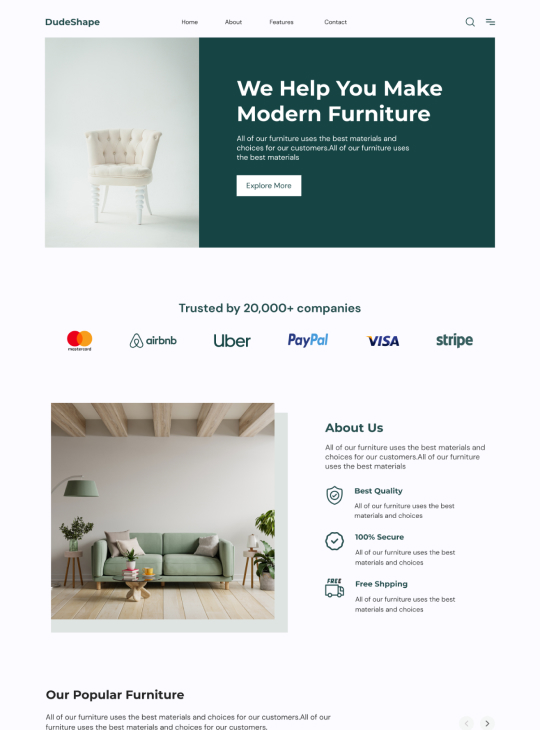 DudeShape
Home About Features Contact
We Help You Make
Modern Furniture
All of our furniture uses the best materials and
choices for our customers.All of our furniture uses
the best materials
Explore More
Trusted by 20,000+ companies
mastercard
airbnb
Uber
PayPal
VISA
stripe
About Us
All of our furniture uses the best materials and
choices for our customers.All of our furniture
uses the best materials
Best Quality
All of our furniture uses the best
materials and choices
100% Secure
All of our furniture uses the best
materials and choices
FREE
Free Shpping
All of our furniture uses the best
materials and choices
Our Popular Furniture
All of our furniture uses the best materials and choices for our customers.All of our
furniture uses the best materials and choices for our customers.